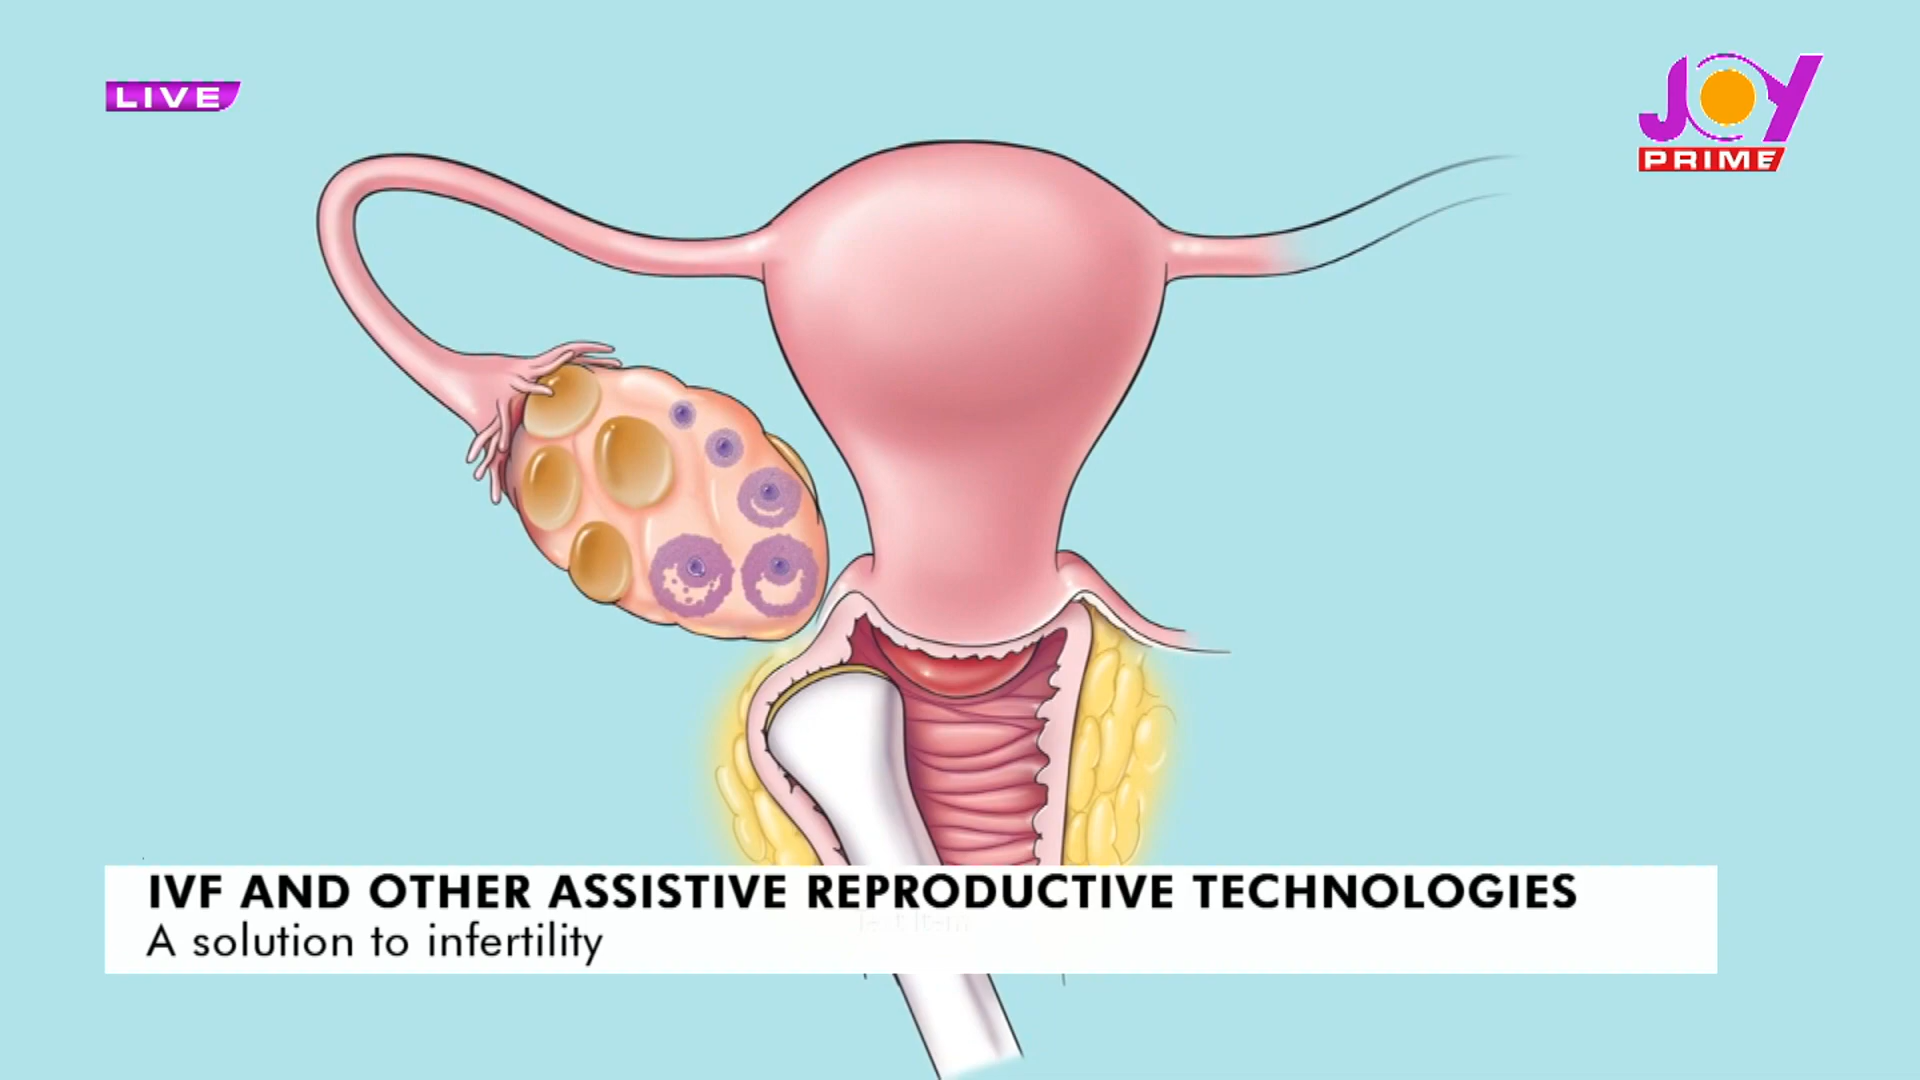 LIVE
JOY
PRIME
IVF AND OTHER ASSISTIVE REPRODUCTIVE TECHNOLOGIES
A solution to infertility